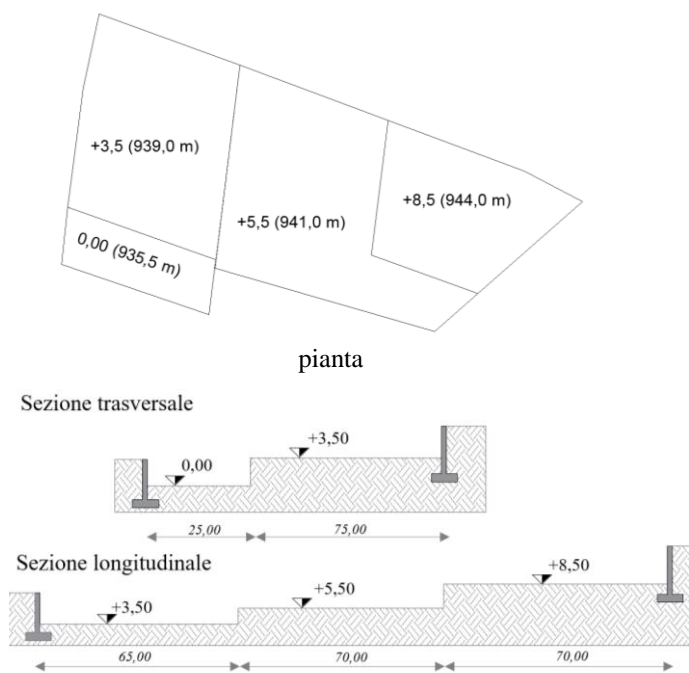 +3,5 (939,0 m)
+8,5 (944,0 m)
+5,5 (941,0 m)
0,00 (935,5 m)
pianta
Sezione trasversale
+3,50
0,00
25,00 75,00
Sezione longitudinale
+8,50
+5,50
+3,50
65,00 70,00 70,00